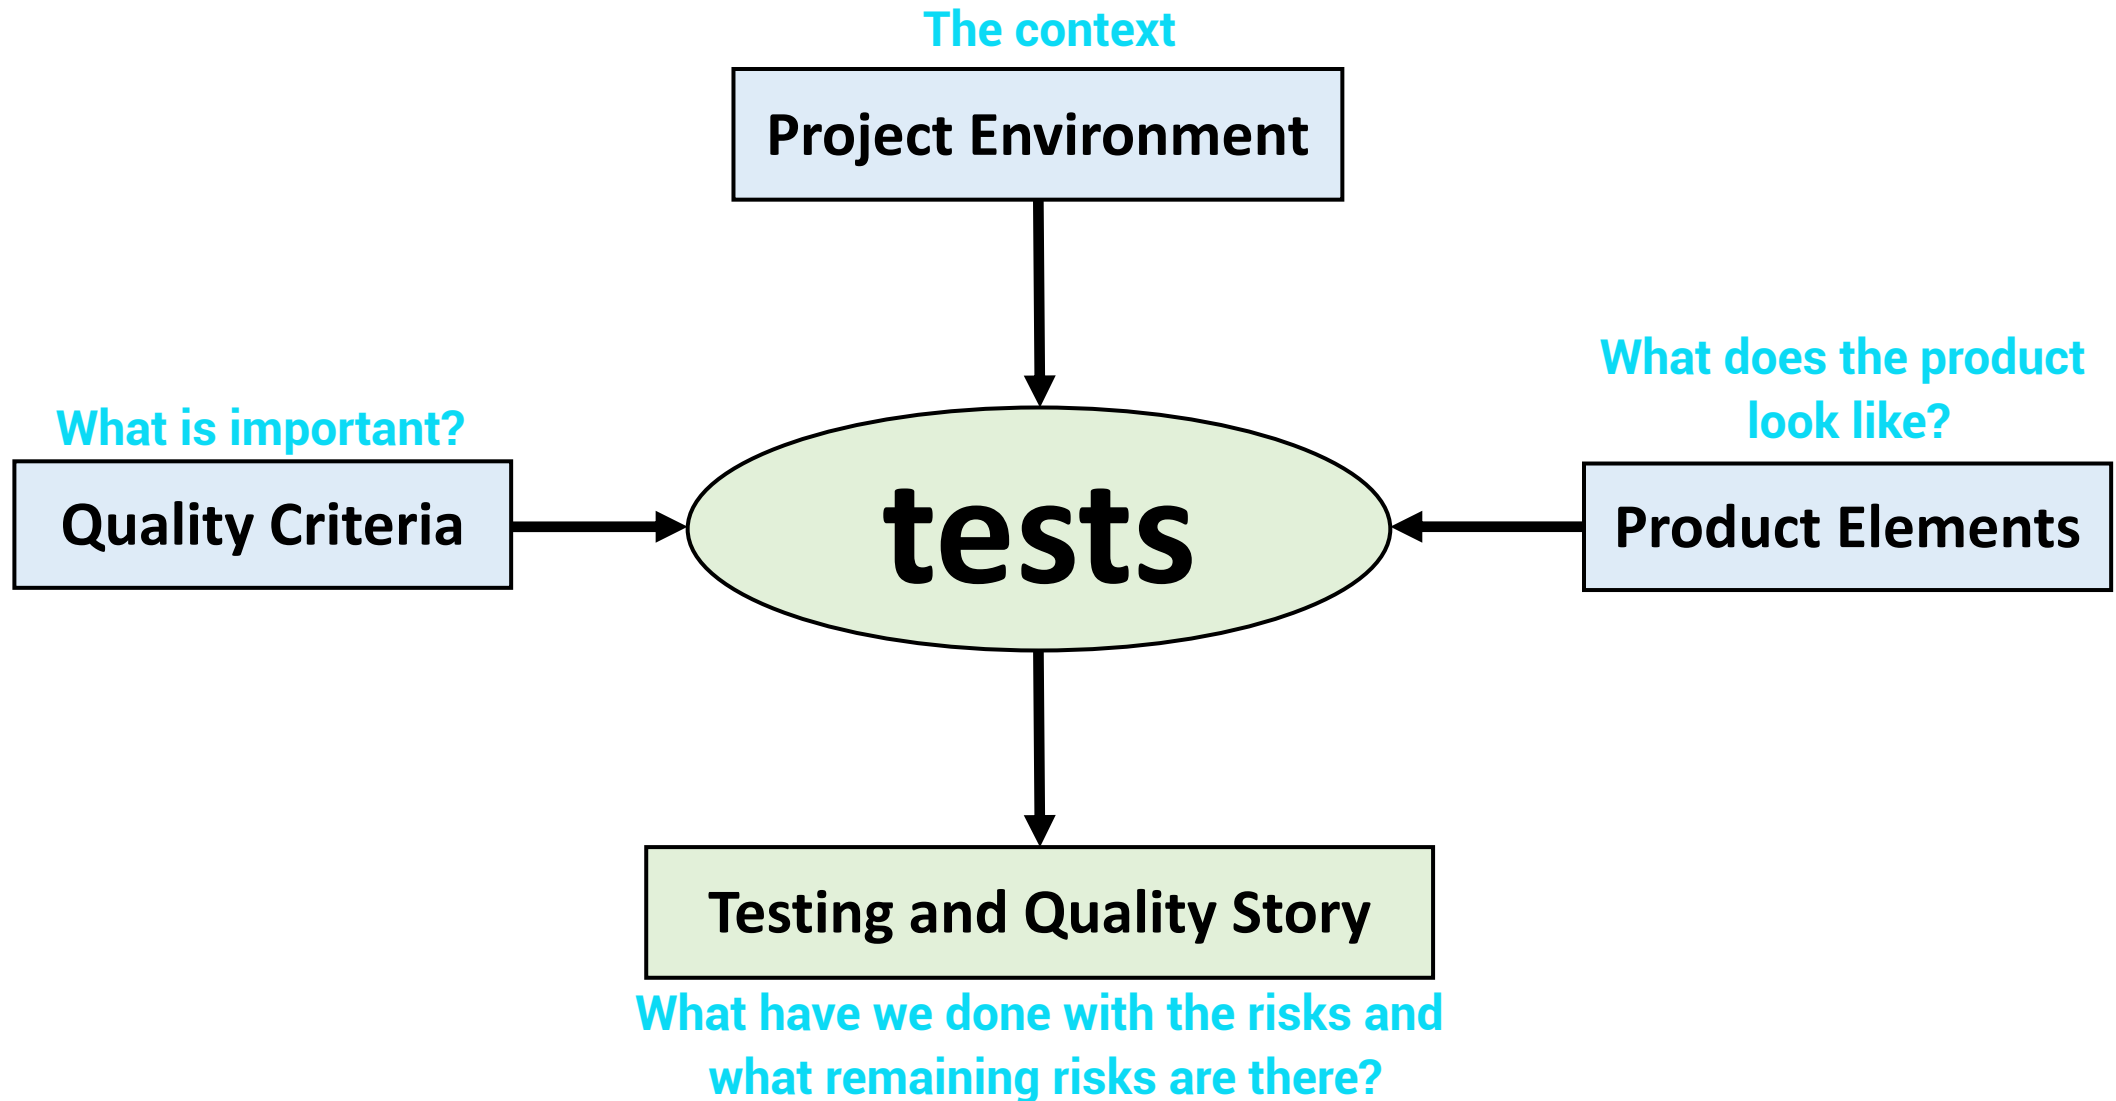 The context
Project Environment
What does the product
look like?
What is important?
Quality Criteria
tests
Product Elements
Testing and Quality Story
What have we done with the risks and
what remaining risks are there?